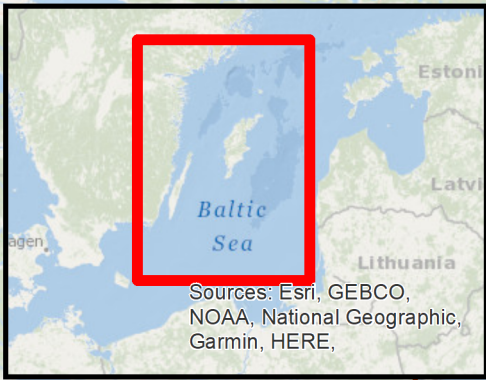 Estoni
Latvi
Baltic
Sea
agen
Lithuania
Sources: Esri, GEBCO,
NOAA, National Geographic,
Garmin, HERE,